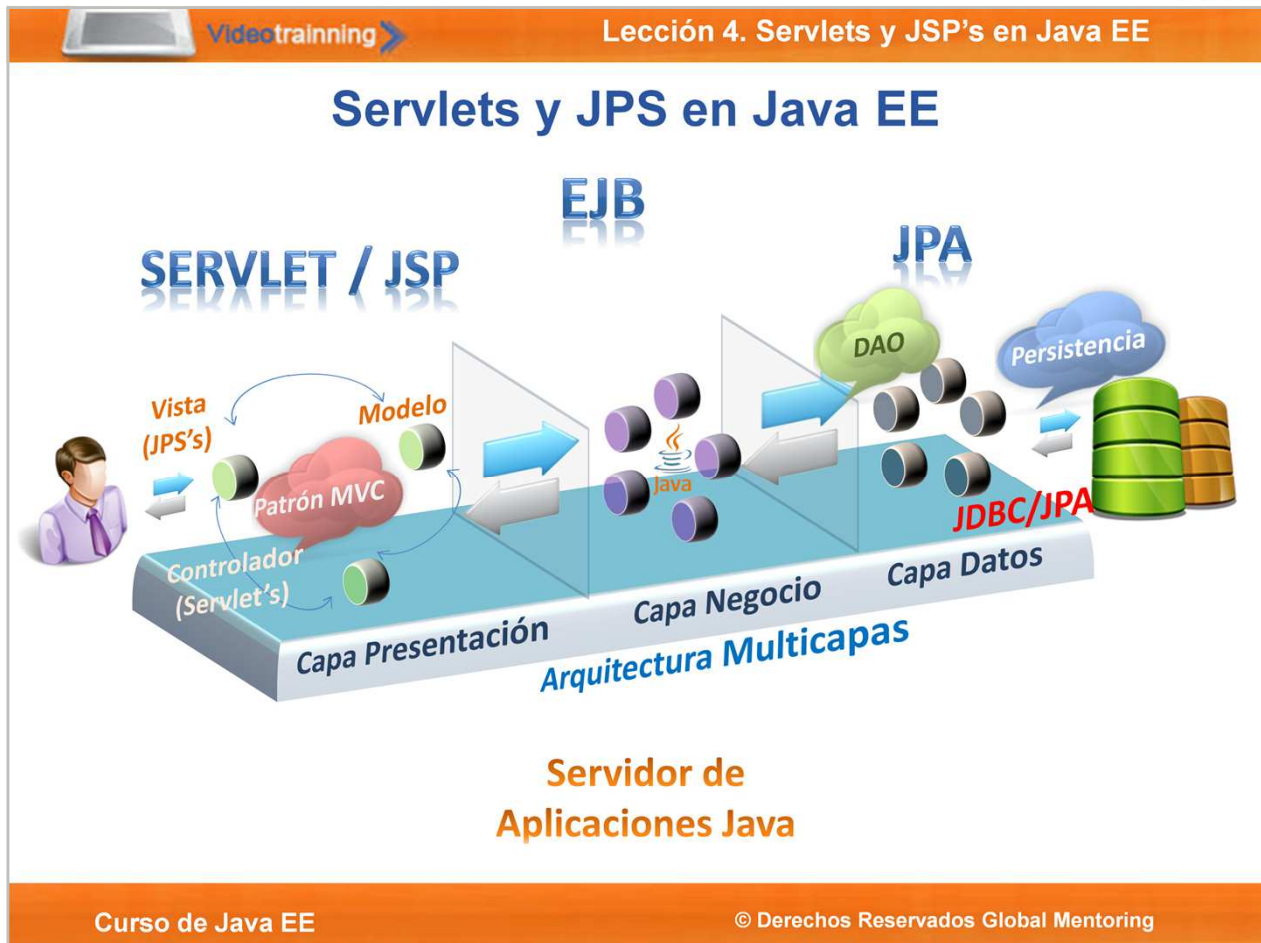 Videotrainning
Lección 4. Servlets y JSP's en Java EE
Servlets y JPS en Java EE
EJB
SERVLET / JSP
JPA
DAO
Persistencia
Vista
(JPS's)
Modelo
Patrón MVC
Java
JDBC/JPA
Controlador
(Servlet's)
Capa Presentación
Capa Negocio
Capa Datos
Arquitectura Multicapas
Servidor de
Aplicaciones Java
Curso de Java EE
© Derechos Reservados Global Mentoring